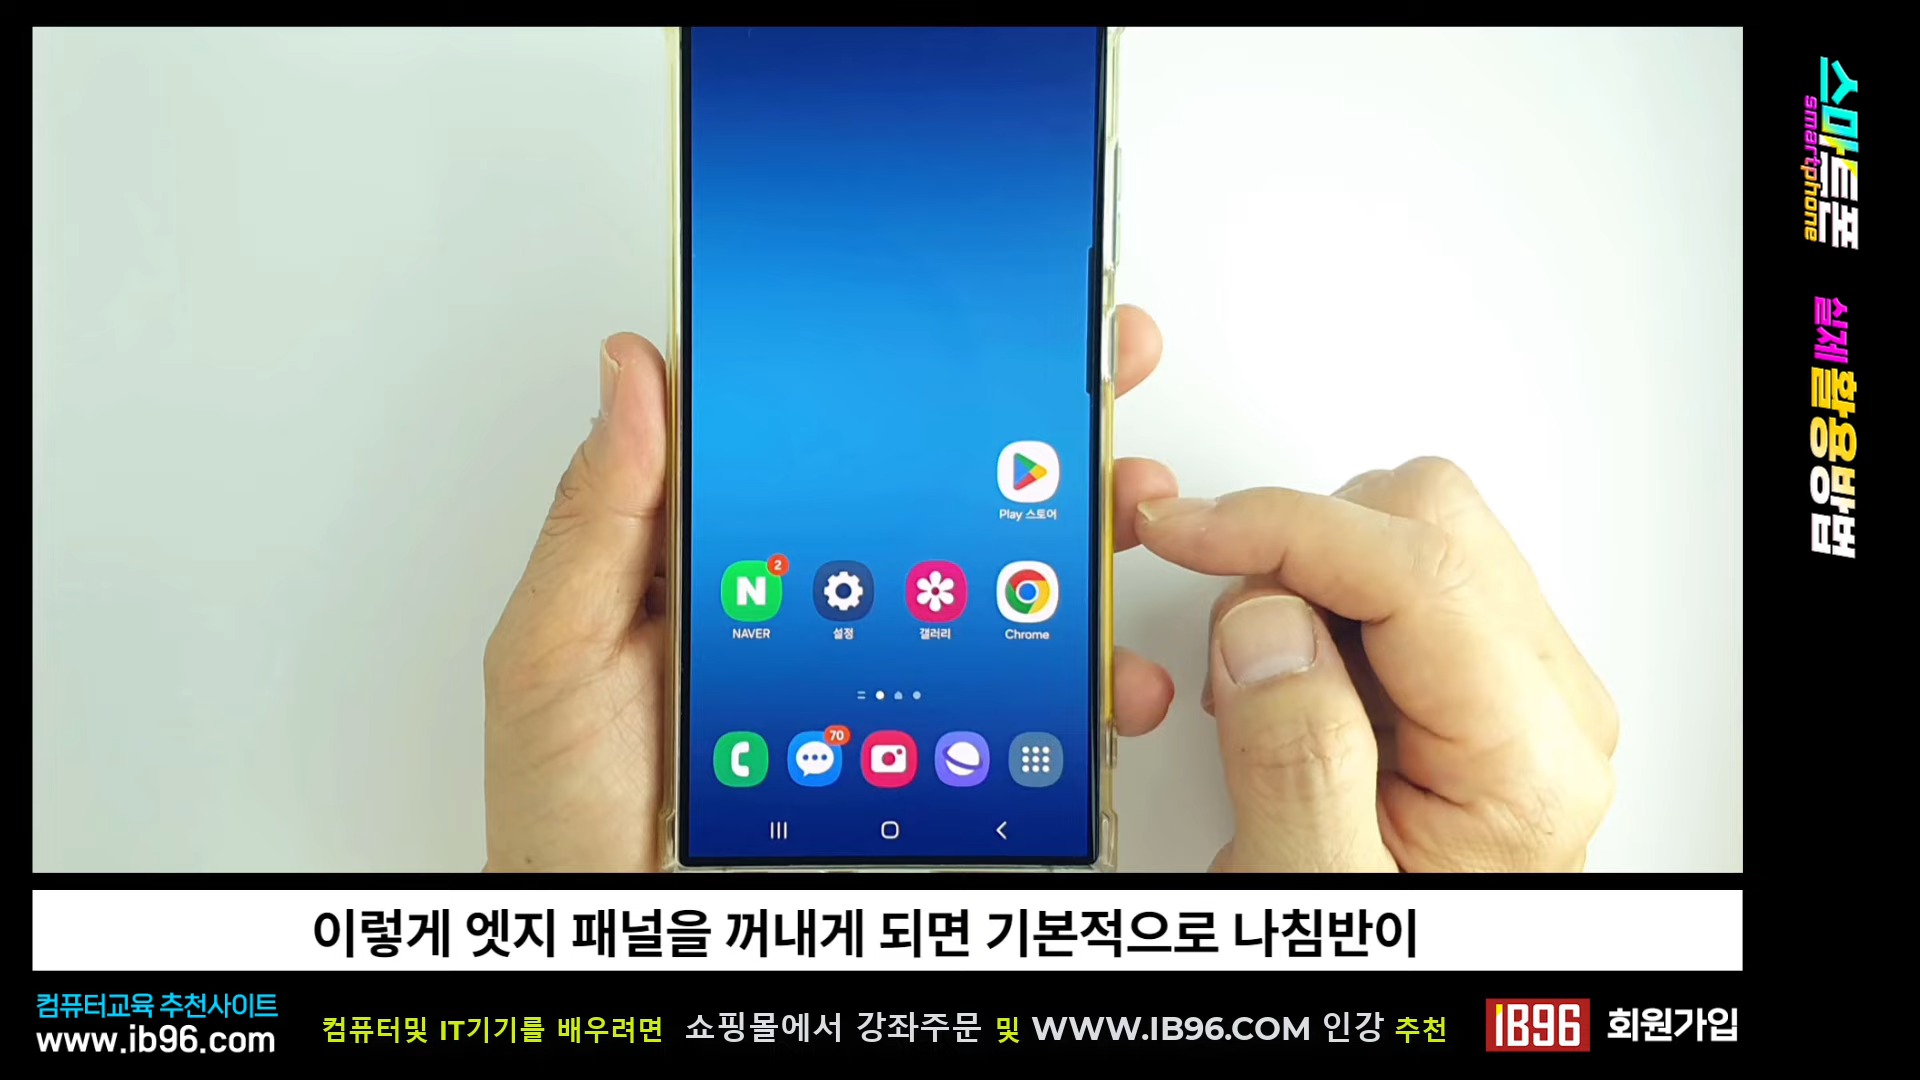 스마트폰
smartphone
실제 활용방법
Play 스토어
2
NAVER
설정
갤러리
Chrome
70
이렇게 엣지 패널을 꺼내게 되면 기본적으로 나침반이
컴퓨터교육 추천사이트
www.ib96.com
컴퓨터및 IT기기를 배우려면 쇼핑몰에서 강좌주문 및 WWW.IB96.COM 인강 추천
IB96 회원가입